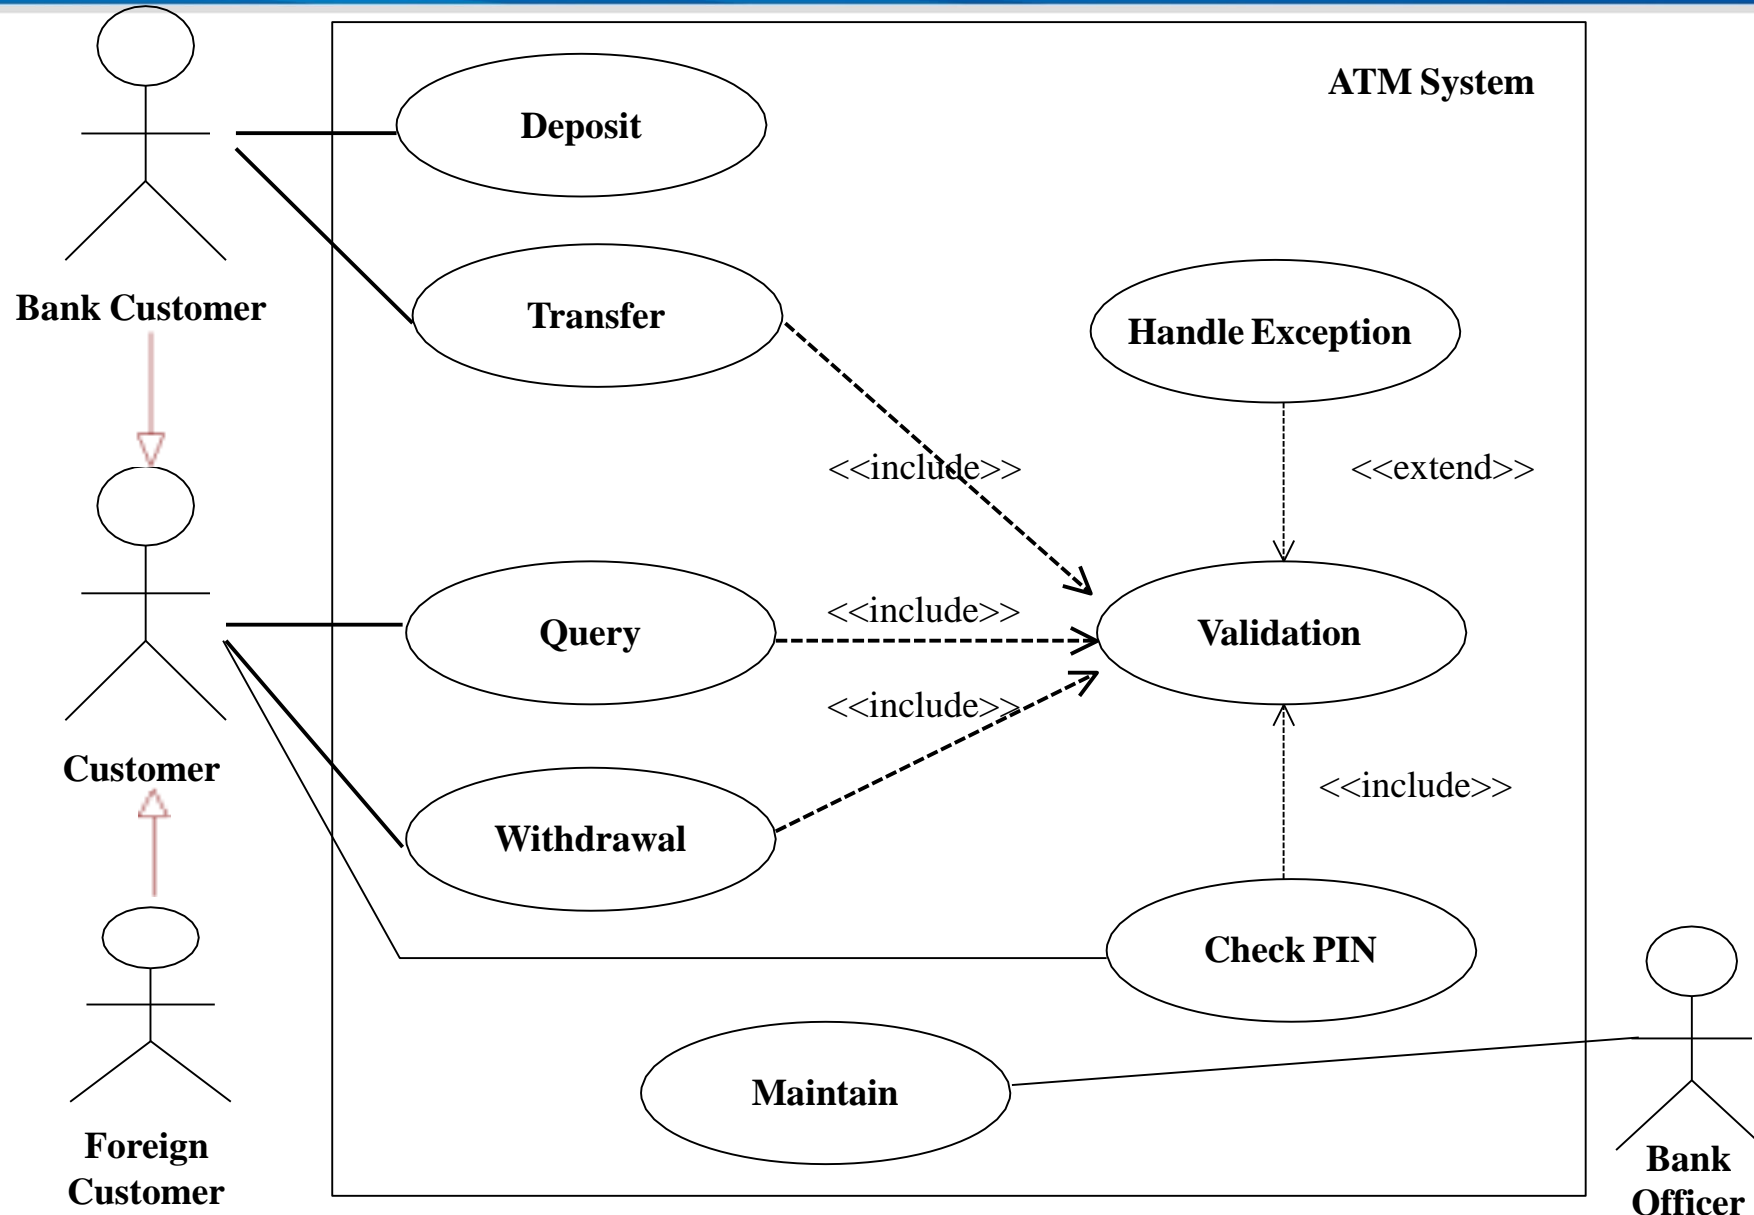 ATM System
Deposit
Bank Customer
Transfer
Handle Exception
<<include>>
<<extend>>
Query
<<include>>
Validation
<<include>>
Customer
<<include>>
Withdrawal
Check PIN
Maintain
Foreign
Customer
Bank
Officer